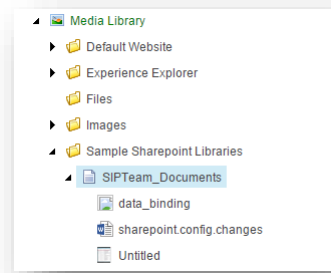 Media Library
Default Website
Experience Explorer
Files
Images
Sample Sharepoint Libraries
SIPTeam_Documents
data_binding
sharepoint.config.changes
Untitled